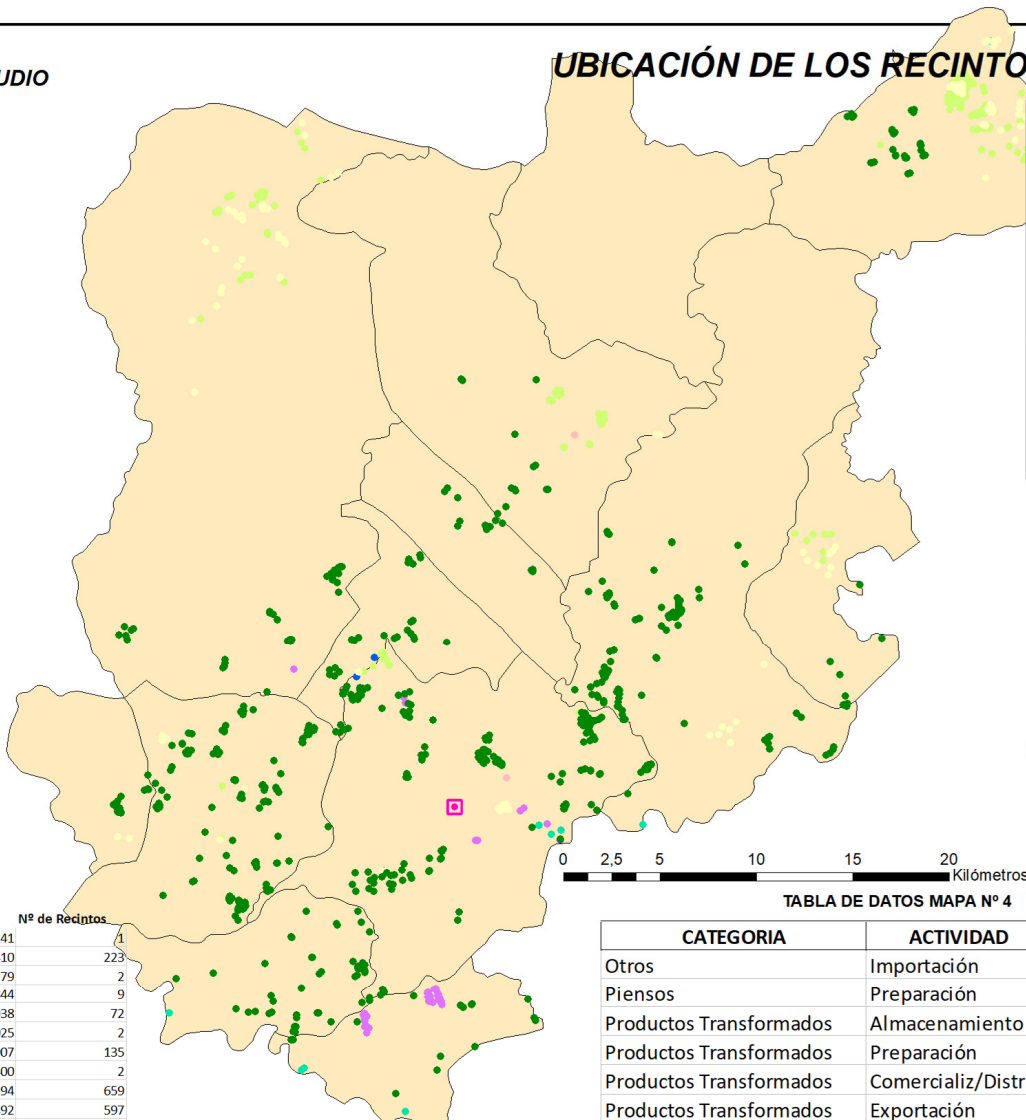 UBICACIÓN DE LOS RECINTO
UDIO
0 2,5 5 10 15 20
Kilómetros
TABLA DE DATOS MAPA Nº 4
CATEGORIA ACTIVIDAD
Otros Importación
Piensos Preparación
Productos Transformados Almacenamiento
Productos Transformados Preparación
Productos Transformados Comercializ/Distr
Productos Transformados Exportación
Nº de Recintos
41 1
10 223
79 2
44 9
38 72
25 2
07 135
00 2
94 659
92 597